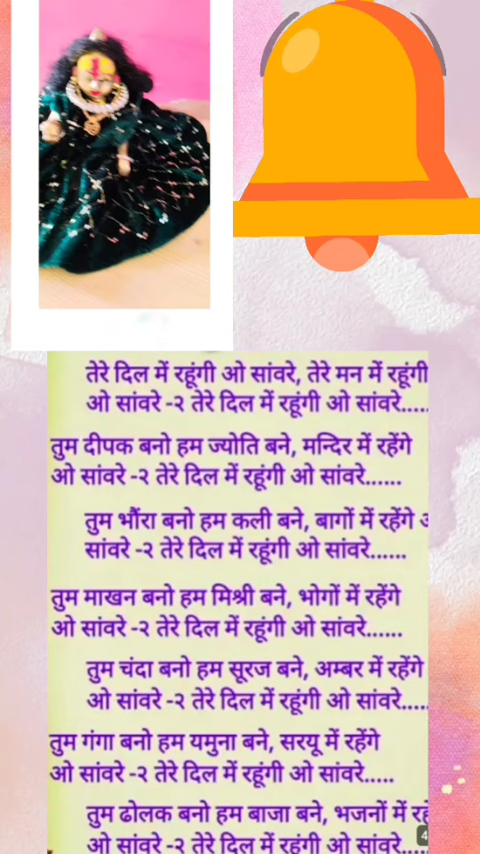 तेरे दिल में रहूंगी ओ सांवरे, तेरे मन में रहूंगी
ओ सांवरे -२ तेरे दिल में रहूंगी ओ सांवरे.....
तुम दीपक बनो हम ज्योति बने, मन्दिर में रहेंगे
ओ सांवरे -२ तेरे दिल में रहूंगी ओ सांवरे......
तुम भौंरा बनो हम कली बने, बागों में रहेंगे
सांवरे -२ तेरे दिल में रहूंगी ओ सांवरे......
तुम माखन बनो हम मिश्री बने, भोगों में रहेंगे
ओ सांवरे -२ तेरे दिल में रहूंगी ओ सांवरे......
तुम चंदा बनो हम सूरज बने, अम्बर में रहेंगे
ओ सांवरे -२ तेरे दिल में रहूंगी ओ सांवरे.....
तुम गंगा बनो हम यमुना बने, सरयू में रहेंगे
ओ सांवरे -२ तेरे दिल में रहूंगी ओ सांवरे.....
तुम ढोलक बनो हम बाजा बने, भजनों में
ओ सांवरे -२ तेरे दिल में रहूंगी ओ सांवरे...
4